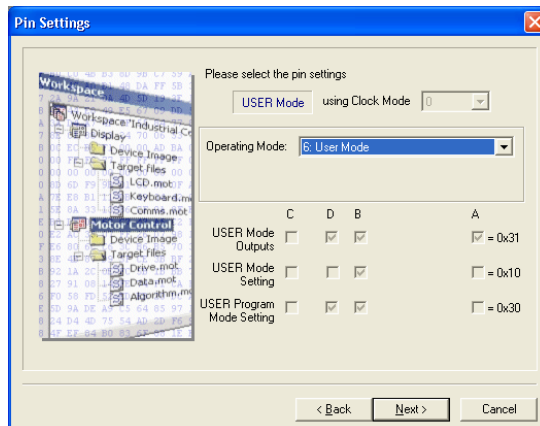 Pin Settings
Please select the pin settings
USER Mode
using Clock Mode
0
Operating Mode:
6: User Mode
C D B A
USER Mode
Outputs
= 0x31
USER Mode
Setting
= 0x10
USER Program
Mode Setting
= 0x30
Workspace
Workspace "Industrial Co
Display
Device Image
Target files
LCD.mot
Keyboard.m
Comms.mot
Motor Control
Device Image
Target files
Drive.mot
Data.mot
Algorithm.m
< Back
Next >
Cancel